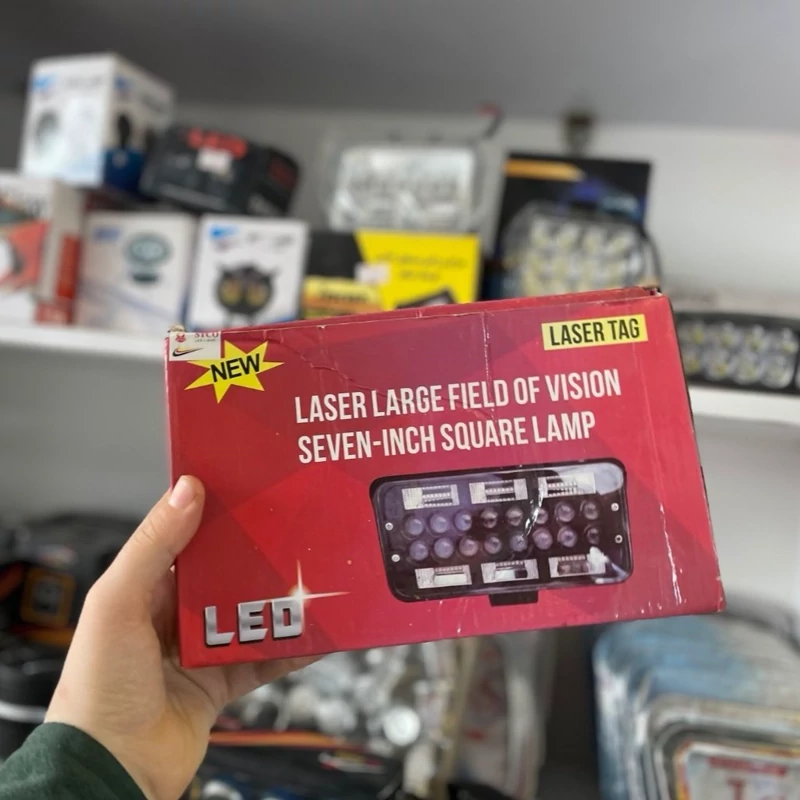 NEW
LASER TAG
LASER LARGE FIELD OF VISION
SEVEN-INCH SQUARE LAMP
LED